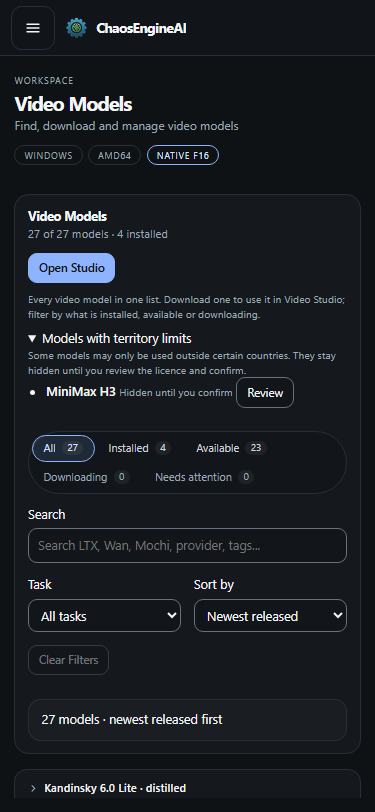 ChaosEngineAI
WORKSPACE
Video Models
Find, download and manage video models
WINDOWS AMD64 NATIVE F16
Video Models
27 of 27 models · 4 installed
Open Studio
Every video model in one list. Download one to use it in Video Studio;
filter by what is installed, available or downloading.
▼ Models with territory limits
Some models may only be used outside certain countries. They stay
hidden until you review the licence and confirm.
• MiniMax H3 Hidden until you confirm Review
All 27 Installed 4 Available 23
Downloading 0 Needs attention 0
Search
Search LTX, Wan, Mochi, provider, tags...
Task Sort by
All tasks Newest released
Clear Filters
27 models · newest released first
Kandinsky 6.0 Lite · distilled